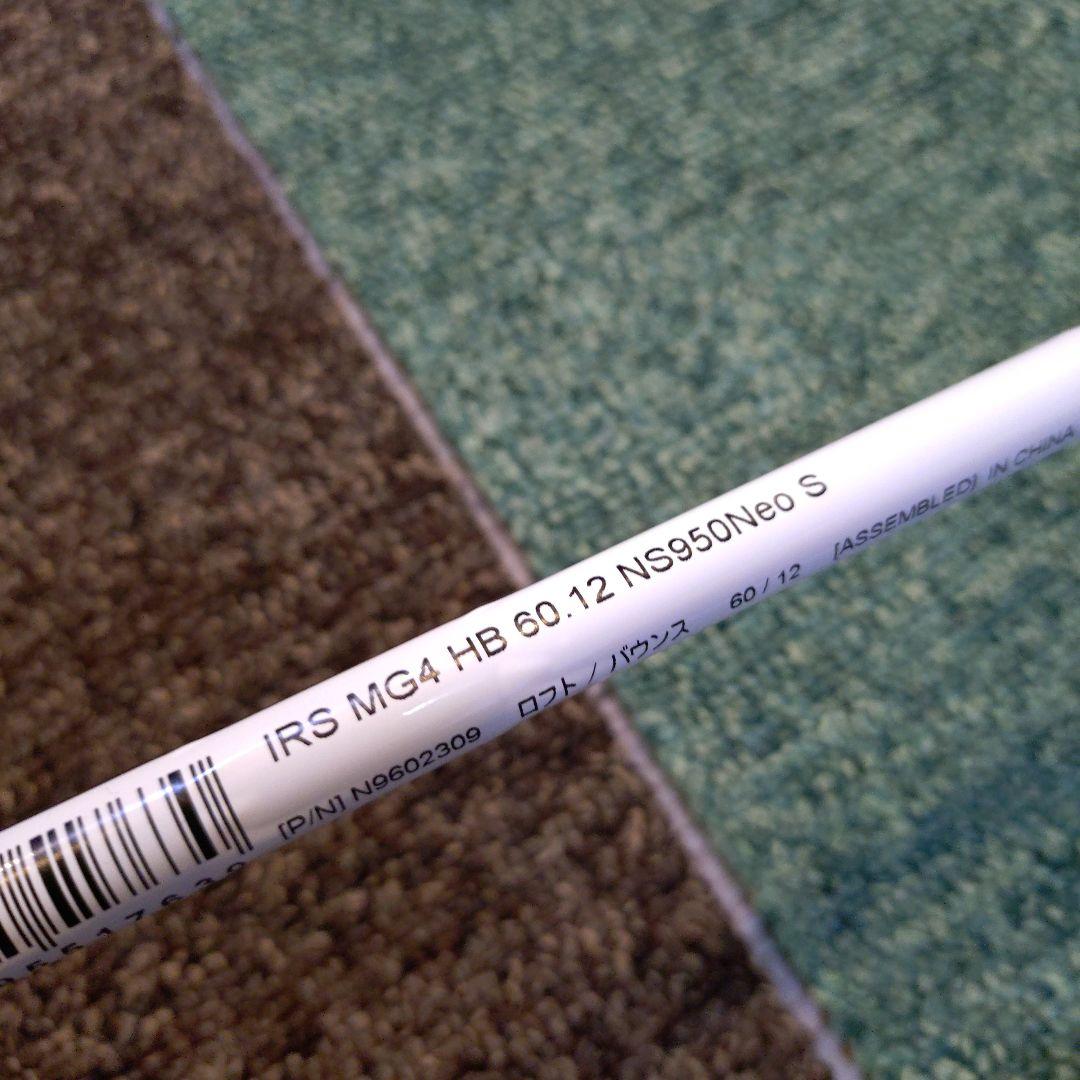 IRS MG4 HB 60.12 NS950Neo S
[P/N] N9602309 ロフト / バウンス 60 / 12 [ASSEMBLED] IN CHINA